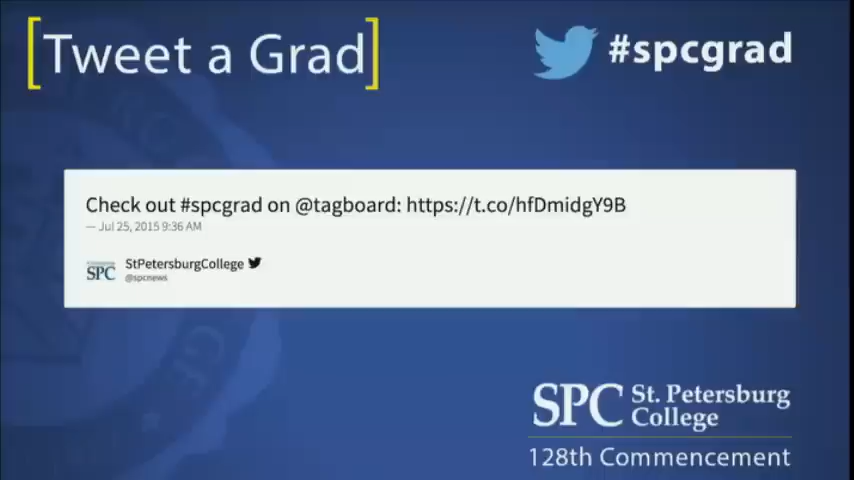 [Tweet a Grad]
#spcgrad
Check out #spcgrad on @tagboard: https://t.co/hfDmidgY9B
— Jul 25, 2015 9:36 AM
SPC
StPetersburgCollege
@spcnews
SPC St. Petersburg
College
128th Commencement